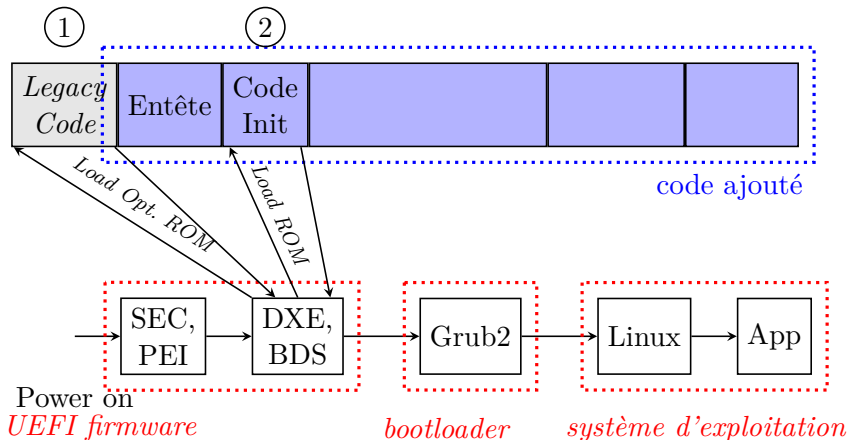 1
2
Legacy
Code
Entête
Code
Init
code ajouté
Load Opt. ROM
Load ROM
SEC,
PEI
DXE,
BDS
Grub2
Linux
App
Power on
UEFI firmware
bootloader
système d'exploitation